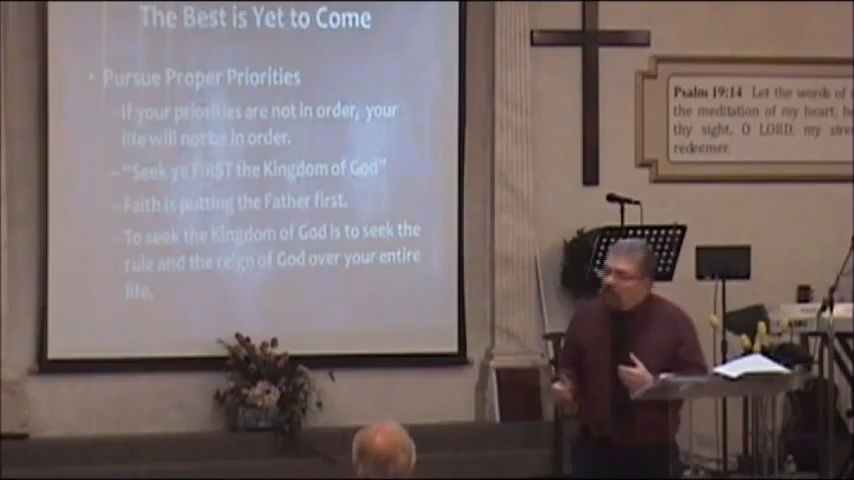 The Best is Yet to Come
• Pursue Proper Priorities
– If your priorities are not in order, your
life will not be in order.
– "Seek ye FIRST the Kingdom of God"
– Faith is putting the Father first.
– To seek the Kingdom of God is to seek the
rule and the reign of God over your entire
life.
Psalm 19:14 Let the words of
the meditation of my heart,
thy sight, O LORD, my
redeemer.